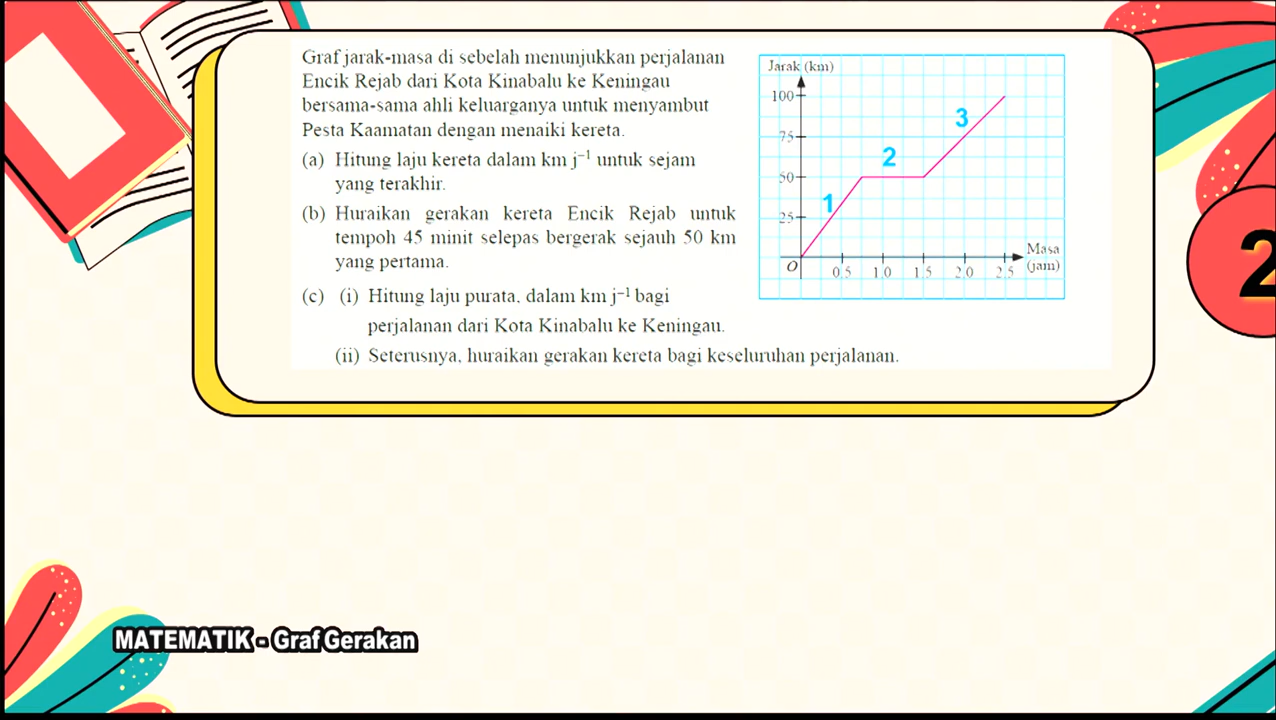 Graf jarak-masa di sebelah menunjukkan perjalanan
Encik Rejab dari Kota Kinabalu ke Keningau
bersama-sama ahli keluarganya untuk menyambut
Pesta Kaamatan dengan menaiki kereta.
(a) Hitung laju kereta dalam km j⁻¹ untuk sejam
yang terakhir.
(b) Huraikan gerakan kereta Encik Rejab untuk
tempoh 45 minit selepas bergerak sejauh 50 km
yang pertama.
(c) (i) Hitung laju purata, dalam km j⁻¹ bagi
perjalanan dari Kota Kinabalu ke Keningau.
(ii) Seterusnya, huraikan gerakan kereta bagi keseluruhan perjalanan.
Jarak (km)
100
75
50
25
O
0.5 1.0 1.5 2.0 2.5
Masa
(jam)
1
2
3
2
MATEMATIK - Graf Gerakan